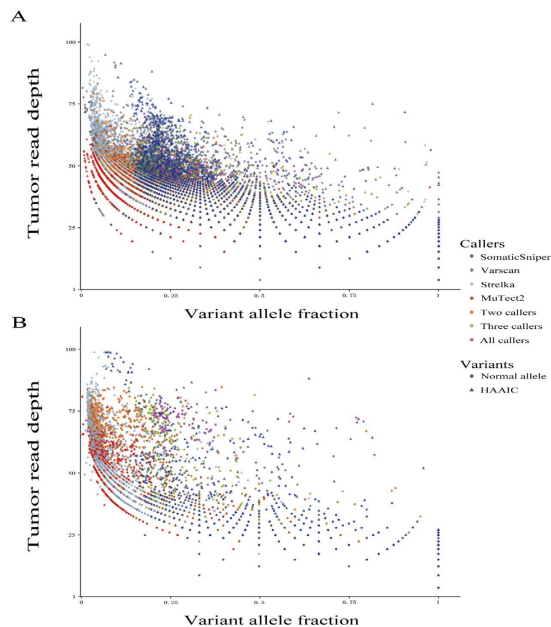 A
Tumor read depth
100
75
50
25
1
0
0.25
0.5
0.75
1
Variant allele fraction
Callers
SomaticSniper
Varscan
Strelka
MuTect2
Two callers
Three callers
All callers
Variants
Normal allele
HAAIC
B
Tumor read depth
100
75
50
25
1
0
0.25
0.5
0.75
1
Variant allele fraction